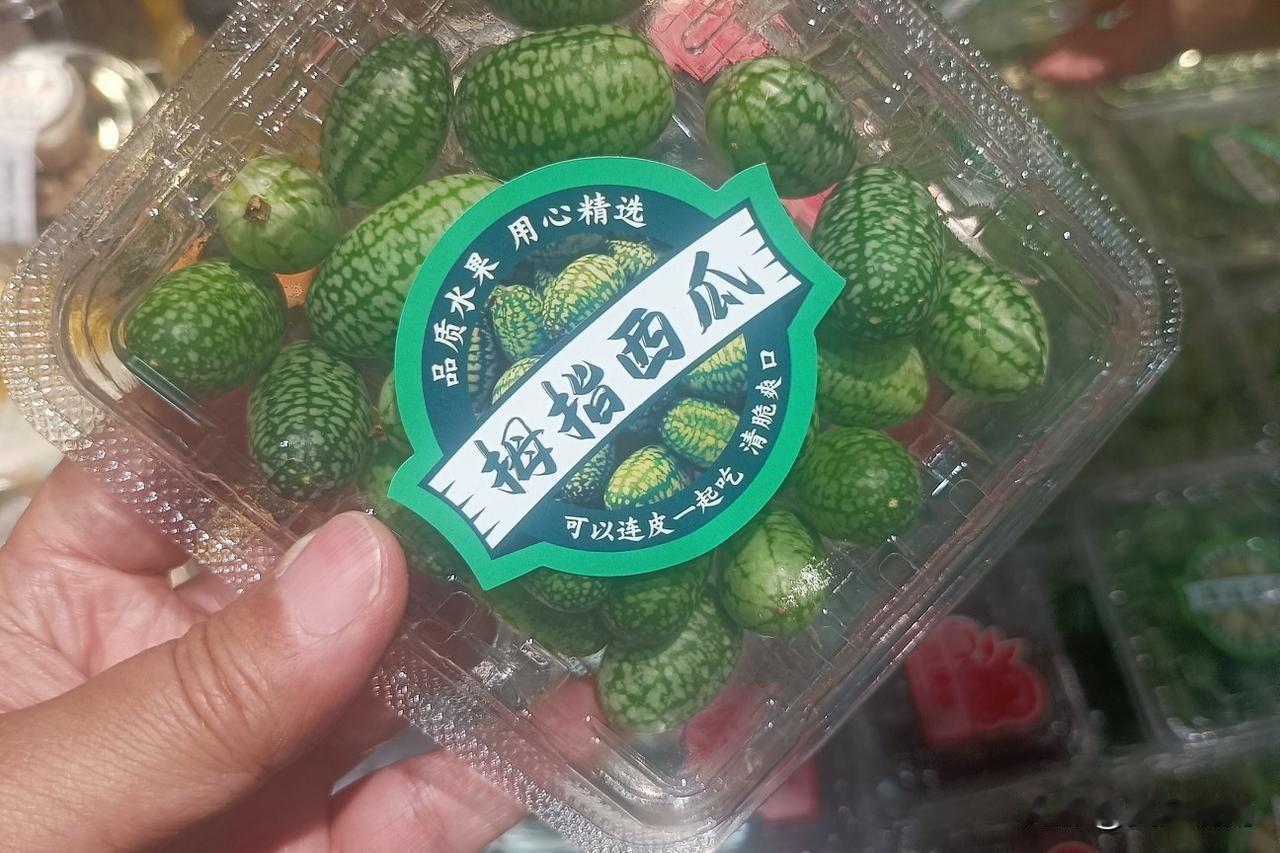 品质水果 用心精选
拇指西瓜
可以连皮一起吃 清脆爽口